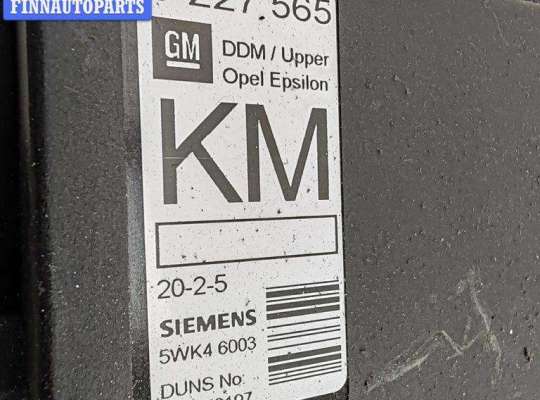 FINNAUTOPARTS
227.565
GM
DDM / Upper
Opel Epsilon
KM
20-2-5
SIEMENS
5WK4 6003
DUNS No